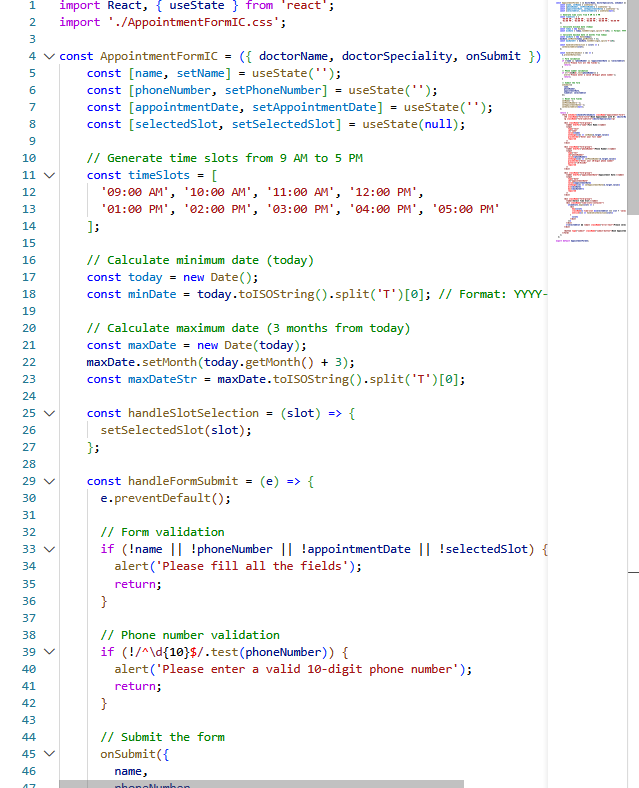 1 import React, { useState } from 'react';
2 import './AppointmentFormIC.css';
3
4 const AppointmentFormIC = ({ doctorName, doctorSpeciality, onSubmit })
5 const [name, setName] = useState('');
6 const [phoneNumber, setPhoneNumber] = useState('');
7 const [appointmentDate, setAppointmentDate] = useState('');
8 const [selectedSlot, setSelectedSlot] = useState(null);
9
10 // Generate time slots from 9 AM to 5 PM
11 const timeSlots = [
12 '09:00 AM', '10:00 AM', '11:00 AM', '12:00 PM',
13 '01:00 PM', '02:00 PM', '03:00 PM', '04:00 PM', '05:00 PM'
14 ];
15
16 // Calculate minimum date (today)
17 const today = new Date();
18 const minDate = today.toISOString().split('T')[0]; // Format: YYYY-
19
20 // Calculate maximum date (3 months from today)
21 const maxDate = new Date(today);
22 maxDate.setMonth(today.getMonth() + 3);
23 const maxDateStr = maxDate.toISOString().split('T')[0];
24
25 const handleSlotSelection = (slot) => {
26 setSelectedSlot(slot);
27 };
28
29 const handleFormSubmit = (e) => {
30 e.preventDefault();
31
32 // Form validation
33 if (!name || !phoneNumber || !appointmentDate || !selectedSlot) {
34 alert('Please fill all the fields');
35 return;
36 }
37
38 // Phone number validation
39 if (!/^\d{10}$/.test(phoneNumber)) {
40 alert('Please enter a valid 10-digit phone number');
41 return;
42 }
43
44 // Submit the form
45 onSubmit({
46 name,
47 phoneNumber